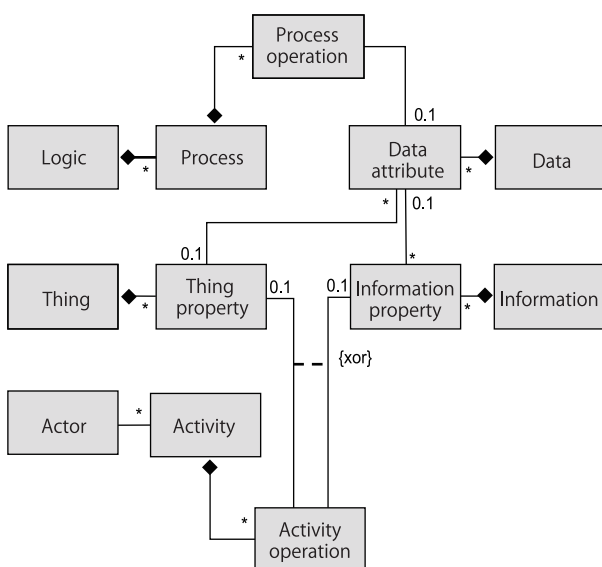 Process
operation
*
0.1
Logic
*
Process
Data
attribute
*
Data
*
0.1
0.1
*
Thing
*
Thing
property
0.1
0.1
Information
property
*
Information
{xor}
Actor
*
Activity
*
Activity
operation